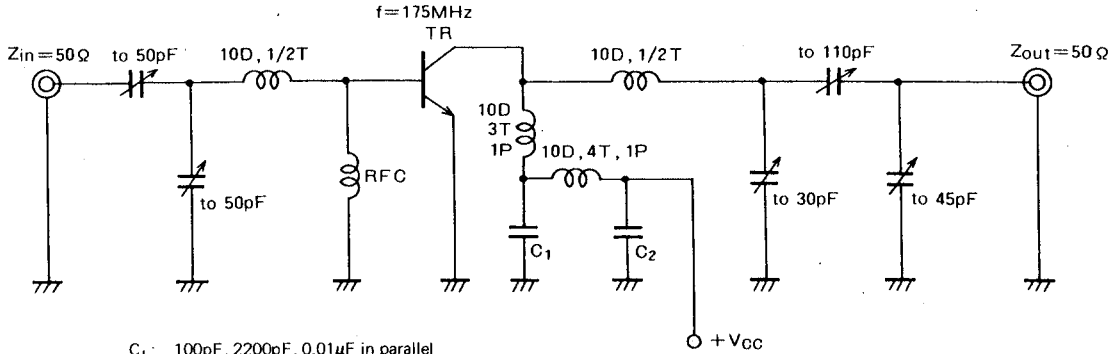 f=175MHz
TR
Zin=50Ω
to 50pF
10D, 1/2T
10D, 1/2T
to 110pF
Zout=50Ω
to 50pF
RFC
10D
3T
1P
10D, 4T, 1P
C1
C2
to 30pF
to 45pF
+VCC
C1: 100pF, 2200pF, 0.01μF in parallel